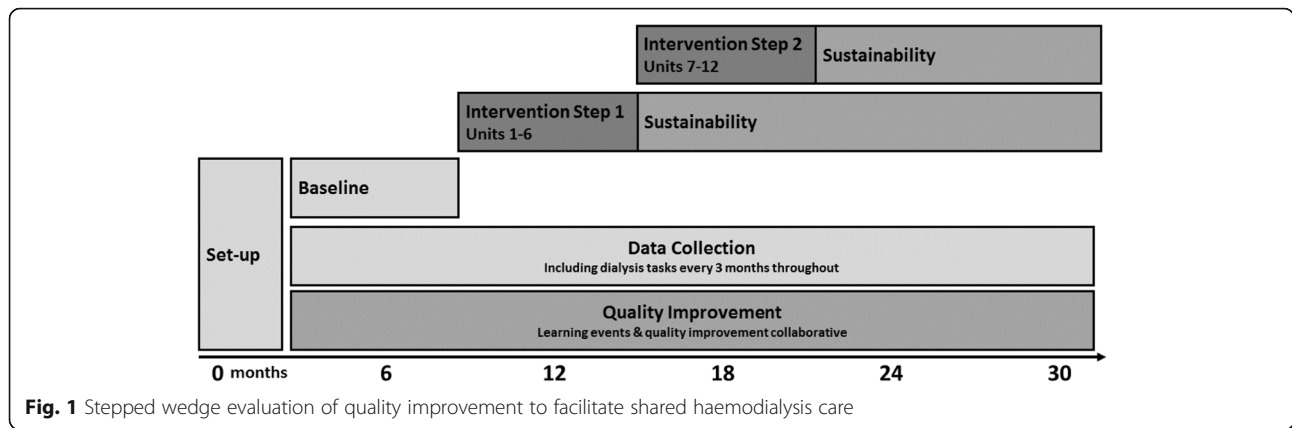 Intervention Step 2
Units 7-12
Sustainability
Intervention Step 1
Units 1-6
Sustainability
Baseline
Set-up
Data Collection
Including dialysis tasks every 3 months throughout
Quality Improvement
Learning events & quality improvement collaborative
0 months 6 12 18 24 30
Fig. 1 Stepped wedge evaluation of quality improvement to facilitate shared haemodialysis care